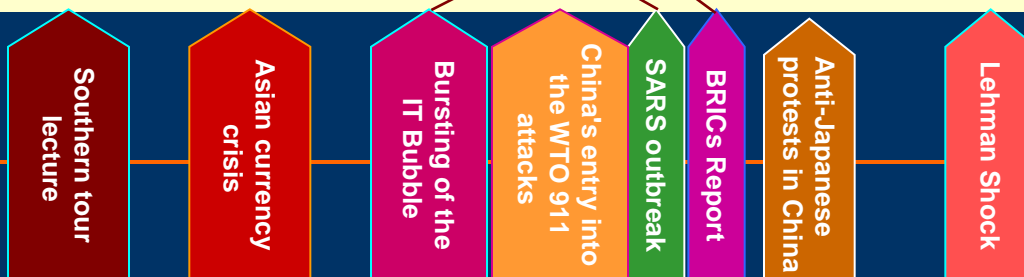 Southern tour
lecture
Asian currency
crisis
Bursting of the
IT Bubble
China's entry into
the WTO 911
attacks
SARS outbreak
BRICs Report
Anti-Japanese
protests in China
Lehman Shock